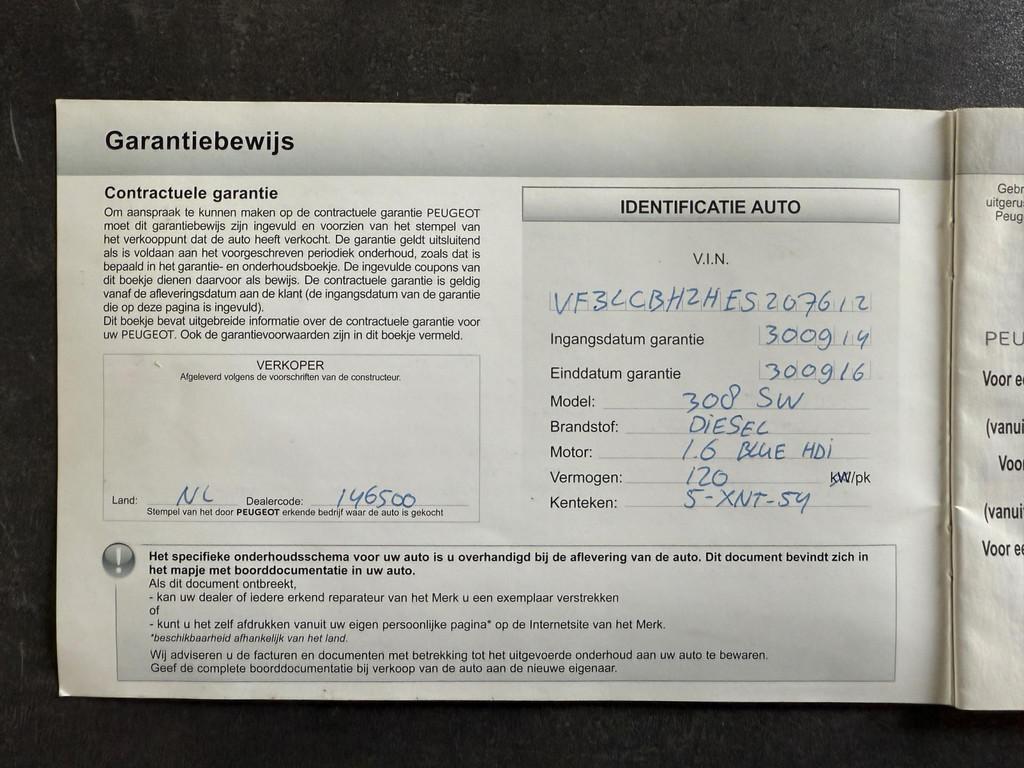 Garantiebewijs
Contractuele garantie
Om aanspraak te kunnen maken op de contractuele garantie PEUGEOT
moet dit garantiebewijs zijn ingevuld en voorzien van het stempel van
het verkooppunt dat de auto heeft verkocht. De garantie geldt uitsluitend
als is voldaan aan het voorgeschreven periodiek onderhoud, zoals dat is
bepaald in het garantie- en onderhoudsboekje. De ingevulde coupons van
dit boekje dienen daarvoor als bewijs. De contractuele garantie is geldig
vanaf de afleveringsdatum aan de klant (de ingangsdatum van de garantie
die op deze pagina is ingevuld).
Dit boekje bevat uitgebreide informatie over de contractuele garantie voor
uw PEUGEOT. Ook de garantievoorwaarden zijn in dit boekje vermeld.
VERKOPER
Afgeleverd volgens de voorschriften van de constructeur.
Land: NL Dealercode: 146500
Stempel van het door PEUGEOT erkende bedrijf waar de auto is gekocht
IDENTIFICATIE AUTO
V.I.N.
VF3LCBH2HES207612
Ingangsdatum garantie 300914
Einddatum garantie 300916
Model: 308 SW
Brandstof: DIESEL
Motor: 1.6 BLUE HDi
Vermogen: 120 kW/pk
Kenteken: 5-XNT-54
Het specifieke onderhoudsschema voor uw auto is u overhandigd bij de aflevering van de auto. Dit document bevindt zich in
het mapje met boorddocumentatie in uw auto.
Als dit document ontbreekt,
- kan uw dealer of iedere erkend reparateur van het Merk u een exemplaar verstrekken
of
- kunt u het zelf afdrukken vanuit uw eigen persoonlijke pagina* op de Internetsite van het Merk.
*beschikbaarheid afhankelijk van het land.
Wij adviseren u de facturen en documenten met betrekking tot het uitgevoerde onderhoud aan uw auto te bewaren.
Geef de complete boorddocumentatie bij verkoop van de auto aan de nieuwe eigenaar.
Gebr
uitgeru
Peug
PEU
Voor e
(vanui
Voo
(vanui
Voor e